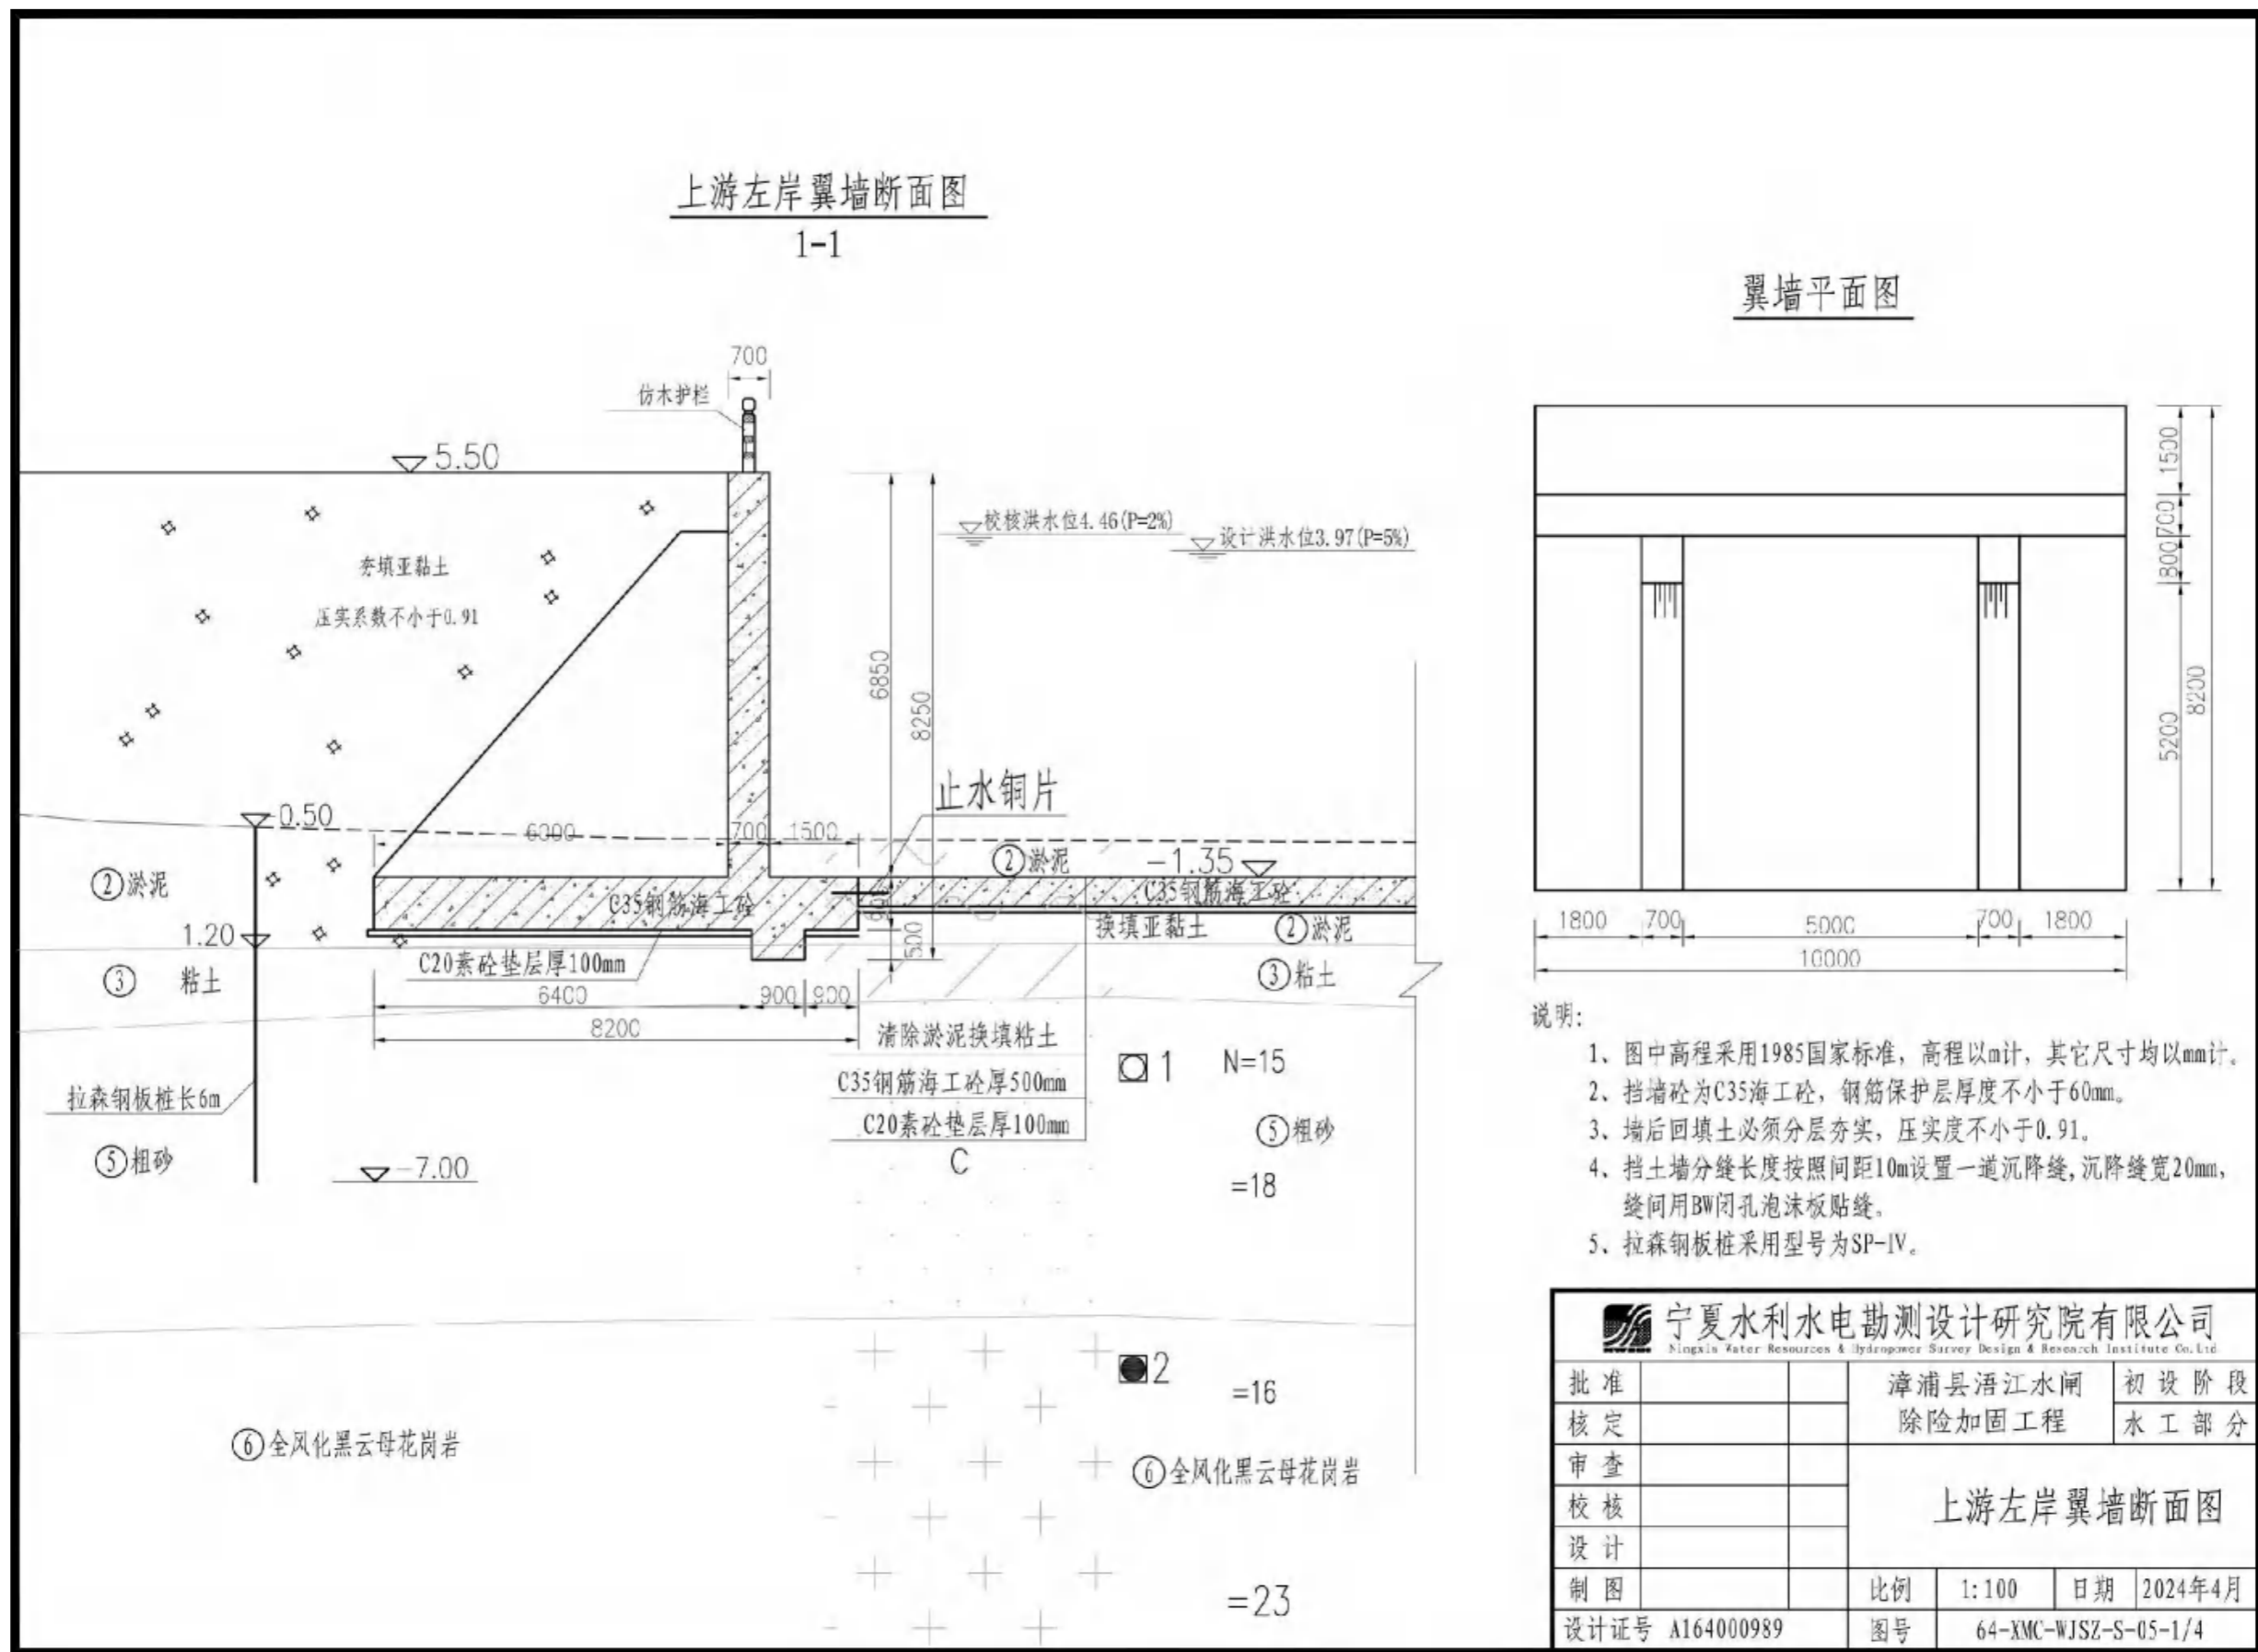 上游左岸翼墙断面图
1-1
翼墙平面图
700
仿木护栏
5.50
校核洪水位4.46(P=2%)
设计洪水位3.97(P=5%)
夯填亚黏土
压实系数不小于0.91
6850
8250
止水铜片
-0.50
6000
700
1500
②淤泥
-1.35
②淤泥
C35钢筋海工砼
C35钢筋海工砼
900
500
换填亚黏土
②淤泥
1.20
C20素砼垫层厚100mm
③ 粘土
③粘土
6400
900
900
8200
清除淤泥换填粘土
C35钢筋海工砼厚500mm
C20素砼垫层厚100mm
C
1
N=15
拉森钢板桩长6m
⑤粗砂
⑤粗砂
-7.00
=18
2
=16
⑥全风化黑云母花岗岩
⑥全风化黑云母花岗岩
=23
1500
700
800
5200
8200
1800
700
5000
700
1800
10000
说明:
1、图中高程采用1985国家标准，高程以m计，其它尺寸均以mm计。
2、挡墙砼为C35海工砼，钢筋保护层厚度不小于60mm。
3、墙后回填土必须分层夯实，压实度不小于0.91。
4、挡土墙分缝长度按照间距10m设置一道沉降缝,沉降缝宽20mm，
缝间用BW闭孔泡沫板贴缝。
5、拉森钢板桩采用型号为SP-IV。
宁夏水利水电勘测设计研究院有限公司
Ningxia Water Resources & Hydropower Survey Design & Research Institute Co.Ltd
批准
漳浦县浯江水闸
初设阶段
核定
除险加固工程
水工部分
审查
校核
上游左岸翼墙断面图
设计
制图
比例
1:100
日期
2024年4月
设计证号 A164000989
图号
64-XMC-WJSZ-S-05-1/4